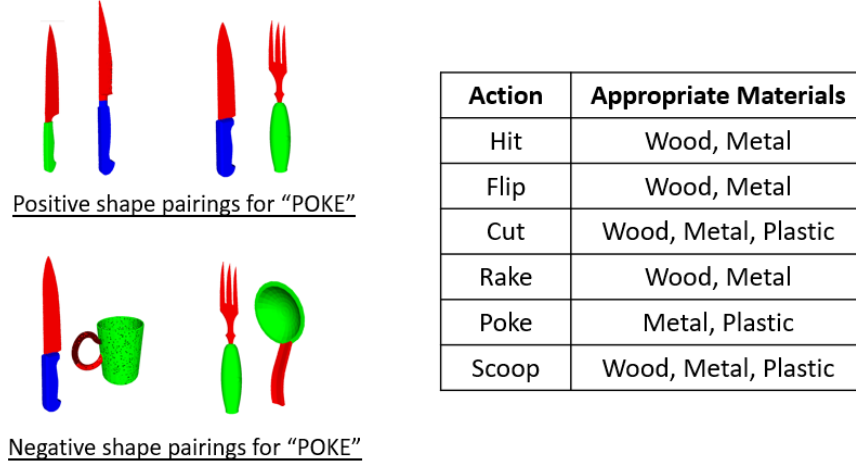 Positive shape pairings for “POKE”
Negative shape pairings for “POKE”
Action Appropriate Materials
Hit Wood, Metal
Flip Wood, Metal
Cut Wood, Metal, Plastic
Rake Wood, Metal
Poke Metal, Plastic
Scoop Wood, Metal, Plastic